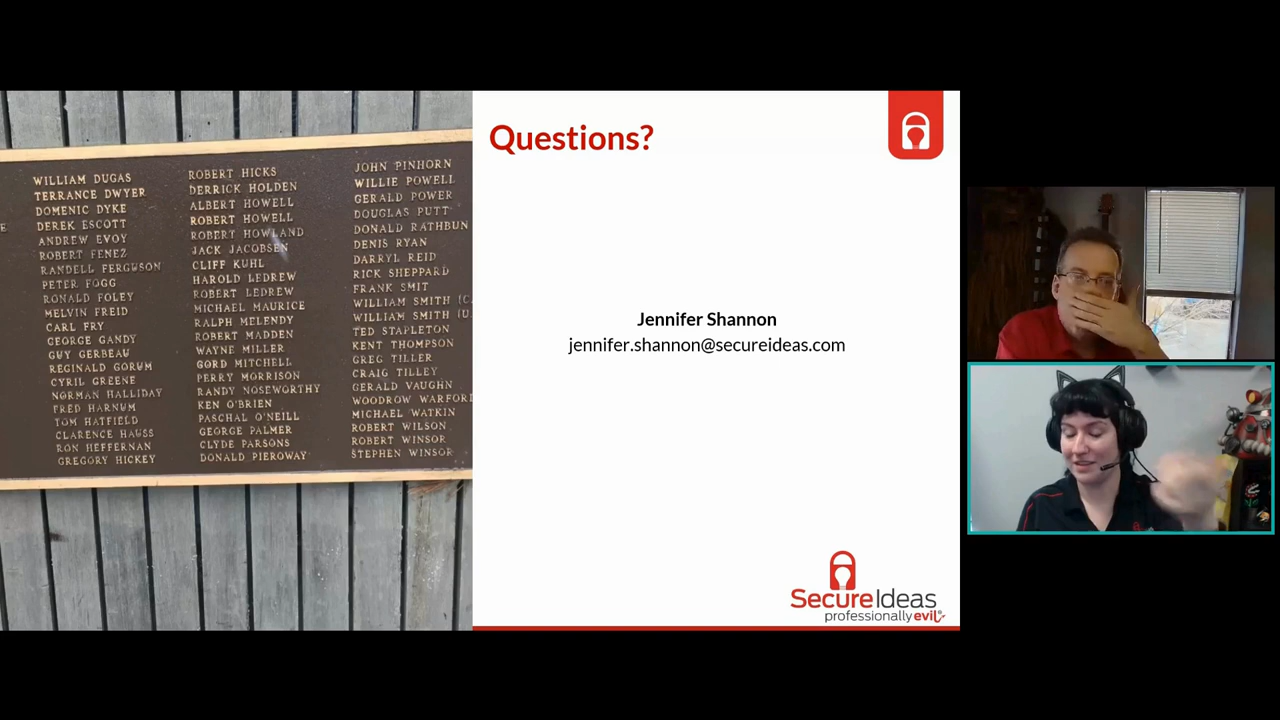 WILLIAM DUGAS
TERRANCE DWYER
DOMENIC DYKE
DEREK ESCOTT
ANDREW EVOY
ROBERT FENEZ
RANDELL FERGUSON
PETER FOGG
RONALD FOLEY
MELVIN FREID
CARL FRY
GEORGE GANDY
GUY GERBEAU
REGINALD GORUM
CYRIL GREENE
NORMAN HALLIDAY
FRED HARNUM
TOM HATFIELD
CLARENCE HAUSS
RON HEFFERNAN
GREGORY HICKEY
ROBERT HICKS
DERRICK HOLDEN
ALBERT HOWELL
ROBERT HOWELL
ROBERT HOWLAND
JACK JACOBSEN
CLIFF KUHL
HAROLD LEDREW
ROBERT LEDREW
MICHAEL MAURICE
RALPH MELENDY
ROBERT MADDEN
WAYNE MILLER
GORD MITCHELL
PERRY MORRISON
RANDY NOSEWORTHY
KEN O'BRIEN
PASCHAL O'NEILL
GEORGE PALMER
CLYDE PARSONS
DONALD PIEROWAY
JOHN PINHORN
WILLIE POWELL
GERALD POWER
DOUGLAS PUTT
DONALD RATHBUN
DENIS RYAN
DARRYL REID
RICK SHEPPARD
FRANK SMIT
WILLIAM SMITH
WILLIAM SMITH
TED STAPLETON
KENT THOMPSON
GREG TILLER
CRAIG TILLEY
GERALD VAUGHN
WOODROW WARFORD
MICHAEL WATKIN
ROBERT WILSON
ROBERT WINSOR
STEPHEN WINSOR
Questions?
Jennifer Shannon
jennifer.shannon@secureideas.com
SecureIdeas
professionally evil